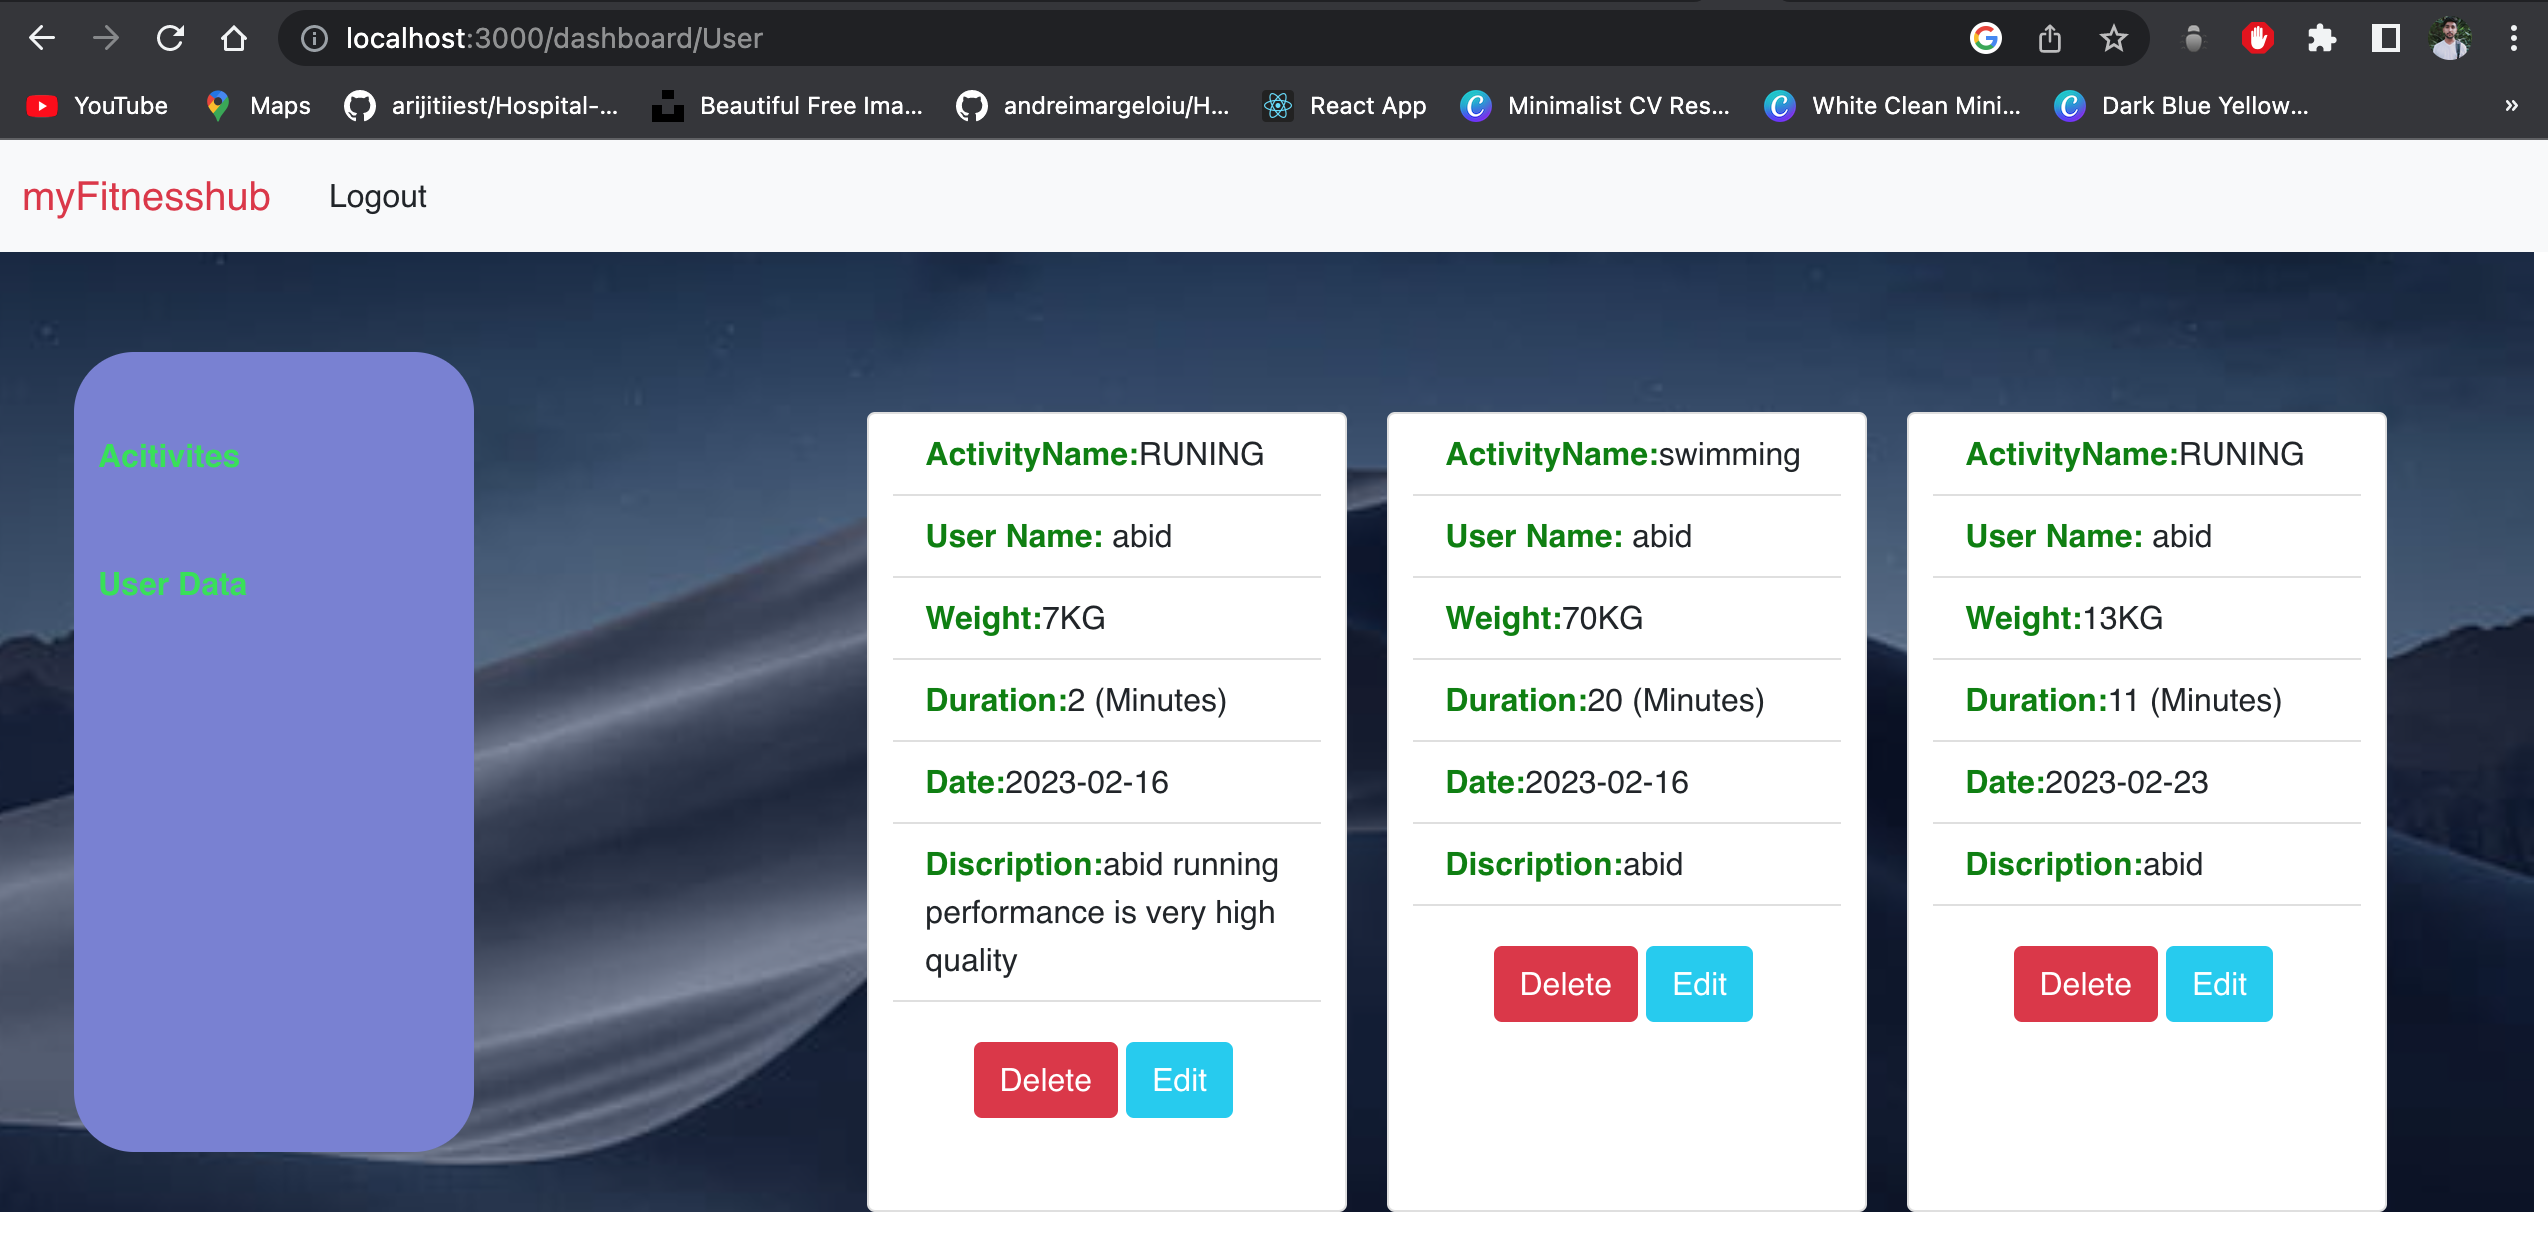 localhost:3000/dashboard/User
YouTube
Maps
arijitiiest/Hospital-...
Beautiful Free Ima...
andreimargeloiu/H...
React App
Minimalist CV Res...
White Clean Mini...
Dark Blue Yellow...
»
myFitnesshub
Logout
Acitivites
User Data
ActivityName:RUNING
User Name: abid
Weight:7KG
Duration:2 (Minutes)
Date:2023-02-16
Discription:abid running
performance is very high
quality
Delete
Edit
ActivityName:swimming
User Name: abid
Weight:70KG
Duration:20 (Minutes)
Date:2023-02-16
Discription:abid
Delete
Edit
ActivityName:RUNING
User Name: abid
Weight:13KG
Duration:11 (Minutes)
Date:2023-02-23
Discription:abid
Delete
Edit